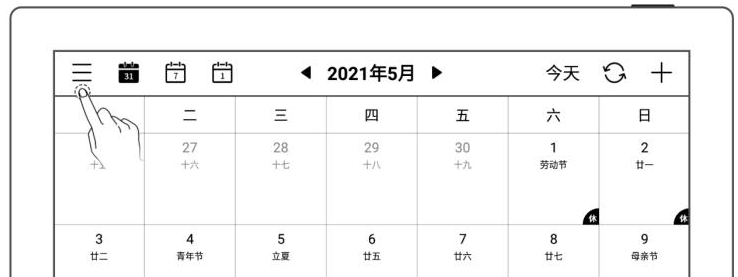 31 7 1 2021年5月 今天
二 三 四 五 六 日
27 28 29 30 1 2
十六 十七 十八 十九 劳动节 廿一
休 休
3 4 5 6 7 8 9
廿二 青年节 立夏 廿五 廿六 廿七 母亲节